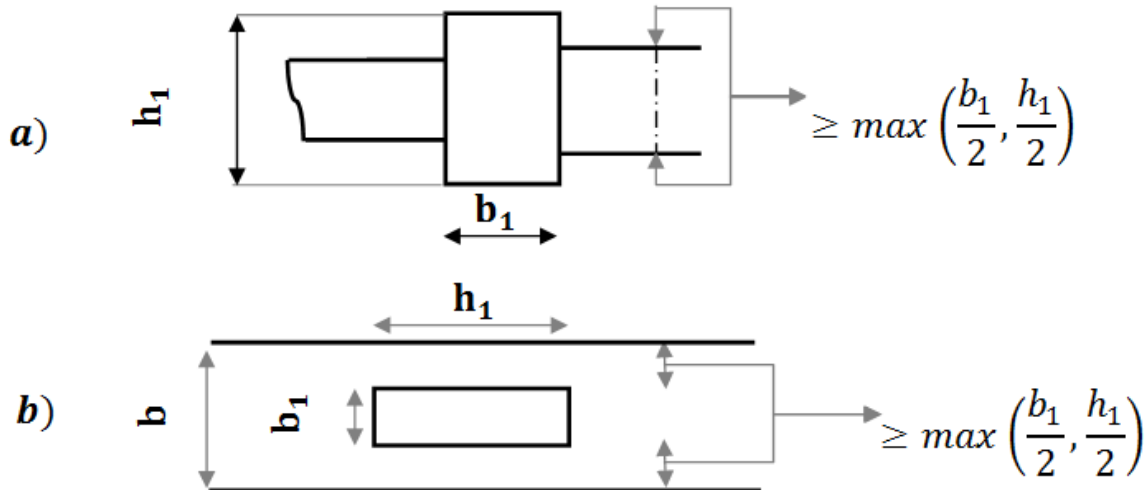 a)
h₁
b₁
≥ max (b₁/2, h₁/2)
b)
h₁
b
b₁
≥ max (b₁/2, h₁/2)